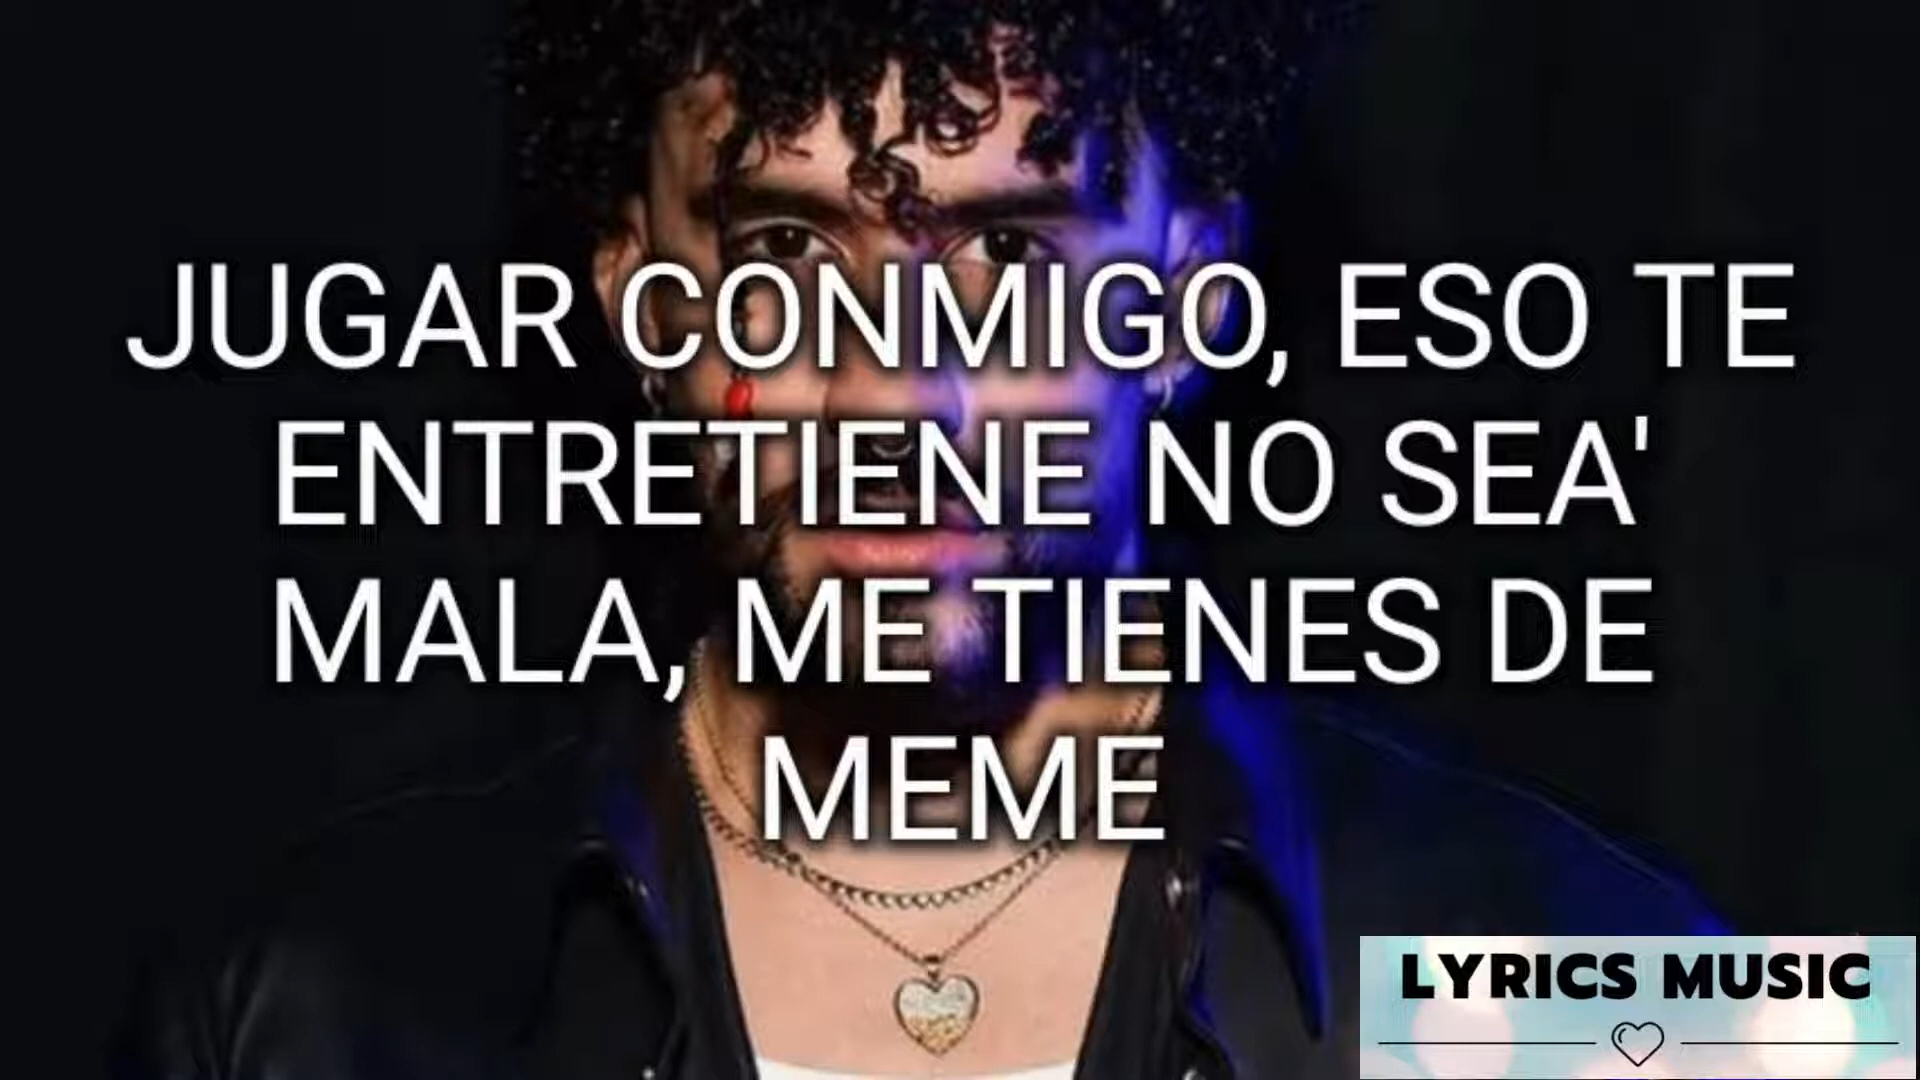 JUGAR CONMIGO, ESO TE
ENTRETIENE NO SEA'
MALA, ME TIENES DE
MEME
LYRICS MUSIC